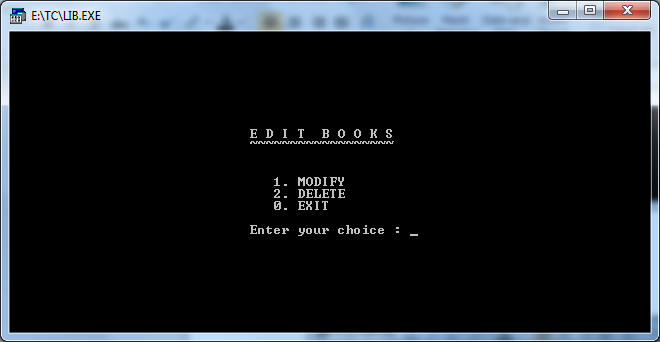 E:\TC\LIB.EXE
E D I T  B O O K S
~~~~~~~~~~~~~~~~~~
1. MODIFY
2. DELETE
0. EXIT
Enter your choice : _